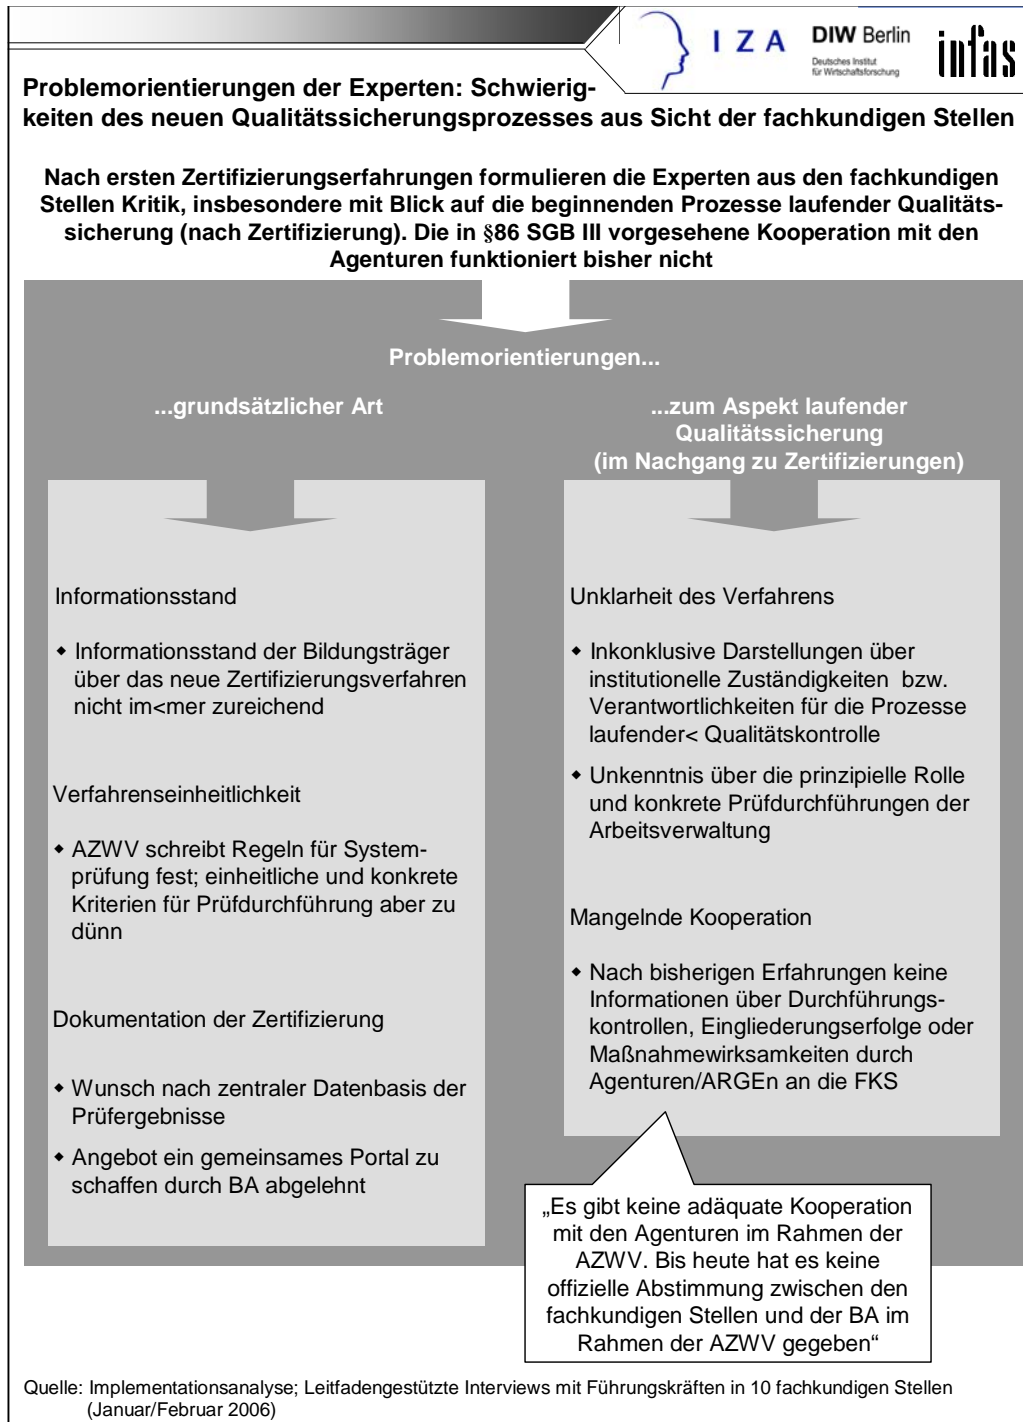 I Z A
DIW Berlin
Deutsches Institut
für Wirtschaftsforschung
infas
Problemorientierungen der Experten: Schwierig-
keiten des neuen Qualitätssicherungsprozesses aus Sicht der fachkundigen Stellen
Nach ersten Zertifizierungserfahrungen formulieren die Experten aus den fachkundigen
Stellen Kritik, insbesondere mit Blick auf die beginnenden Prozesse laufender Qualitäts-
sicherung (nach Zertifizierung). Die in §86 SGB III vorgesehene Kooperation mit den
Agenturen funktioniert bisher nicht
Problemorientierungen...
...grundsätzlicher Art
Informationsstand
◆ Informationsstand der Bildungsträger
über das neue Zertifizierungsverfahren
nicht im<mer zureichend
Verfahrenseinheitlichkeit
◆ AZWV schreibt Regeln für System-
prüfung fest; einheitliche und konkrete
Kriterien für Prüfdurchführung aber zu
dünn
Dokumentation der Zertifizierung
◆ Wunsch nach zentraler Datenbasis der
Prüfergebnisse
◆ Angebot ein gemeinsames Portal zu
schaffen durch BA abgelehnt
...zum Aspekt laufender
Qualitätssicherung
(im Nachgang zu Zertifizierungen)
Unklarheit des Verfahrens
◆ Inkonklusive Darstellungen über
institutionelle Zuständigkeiten bzw.
Verantwortlichkeiten für die Prozesse
laufender< Qualitätskontrolle
◆ Unkenntnis über die prinzipielle Rolle
und konkrete Prüfdurchführungen der
Arbeitsverwaltung
Mangelnde Kooperation
◆ Nach bisherigen Erfahrungen keine
Informationen über Durchführungs-
kontrollen, Eingliederungserfolge oder
Maßnahmewirksamkeiten durch
Agenturen/ARGEn an die FKS
„Es gibt keine adäquate Kooperation
mit den Agenturen im Rahmen der
AZWV. Bis heute hat es keine
offizielle Abstimmung zwischen den
fachkundigen Stellen und der BA im
Rahmen der AZWV gegeben“
Quelle: Implementationsanalyse; Leitfadengestützte Interviews mit Führungskräften in 10 fachkundigen Stellen
(Januar/Februar 2006)